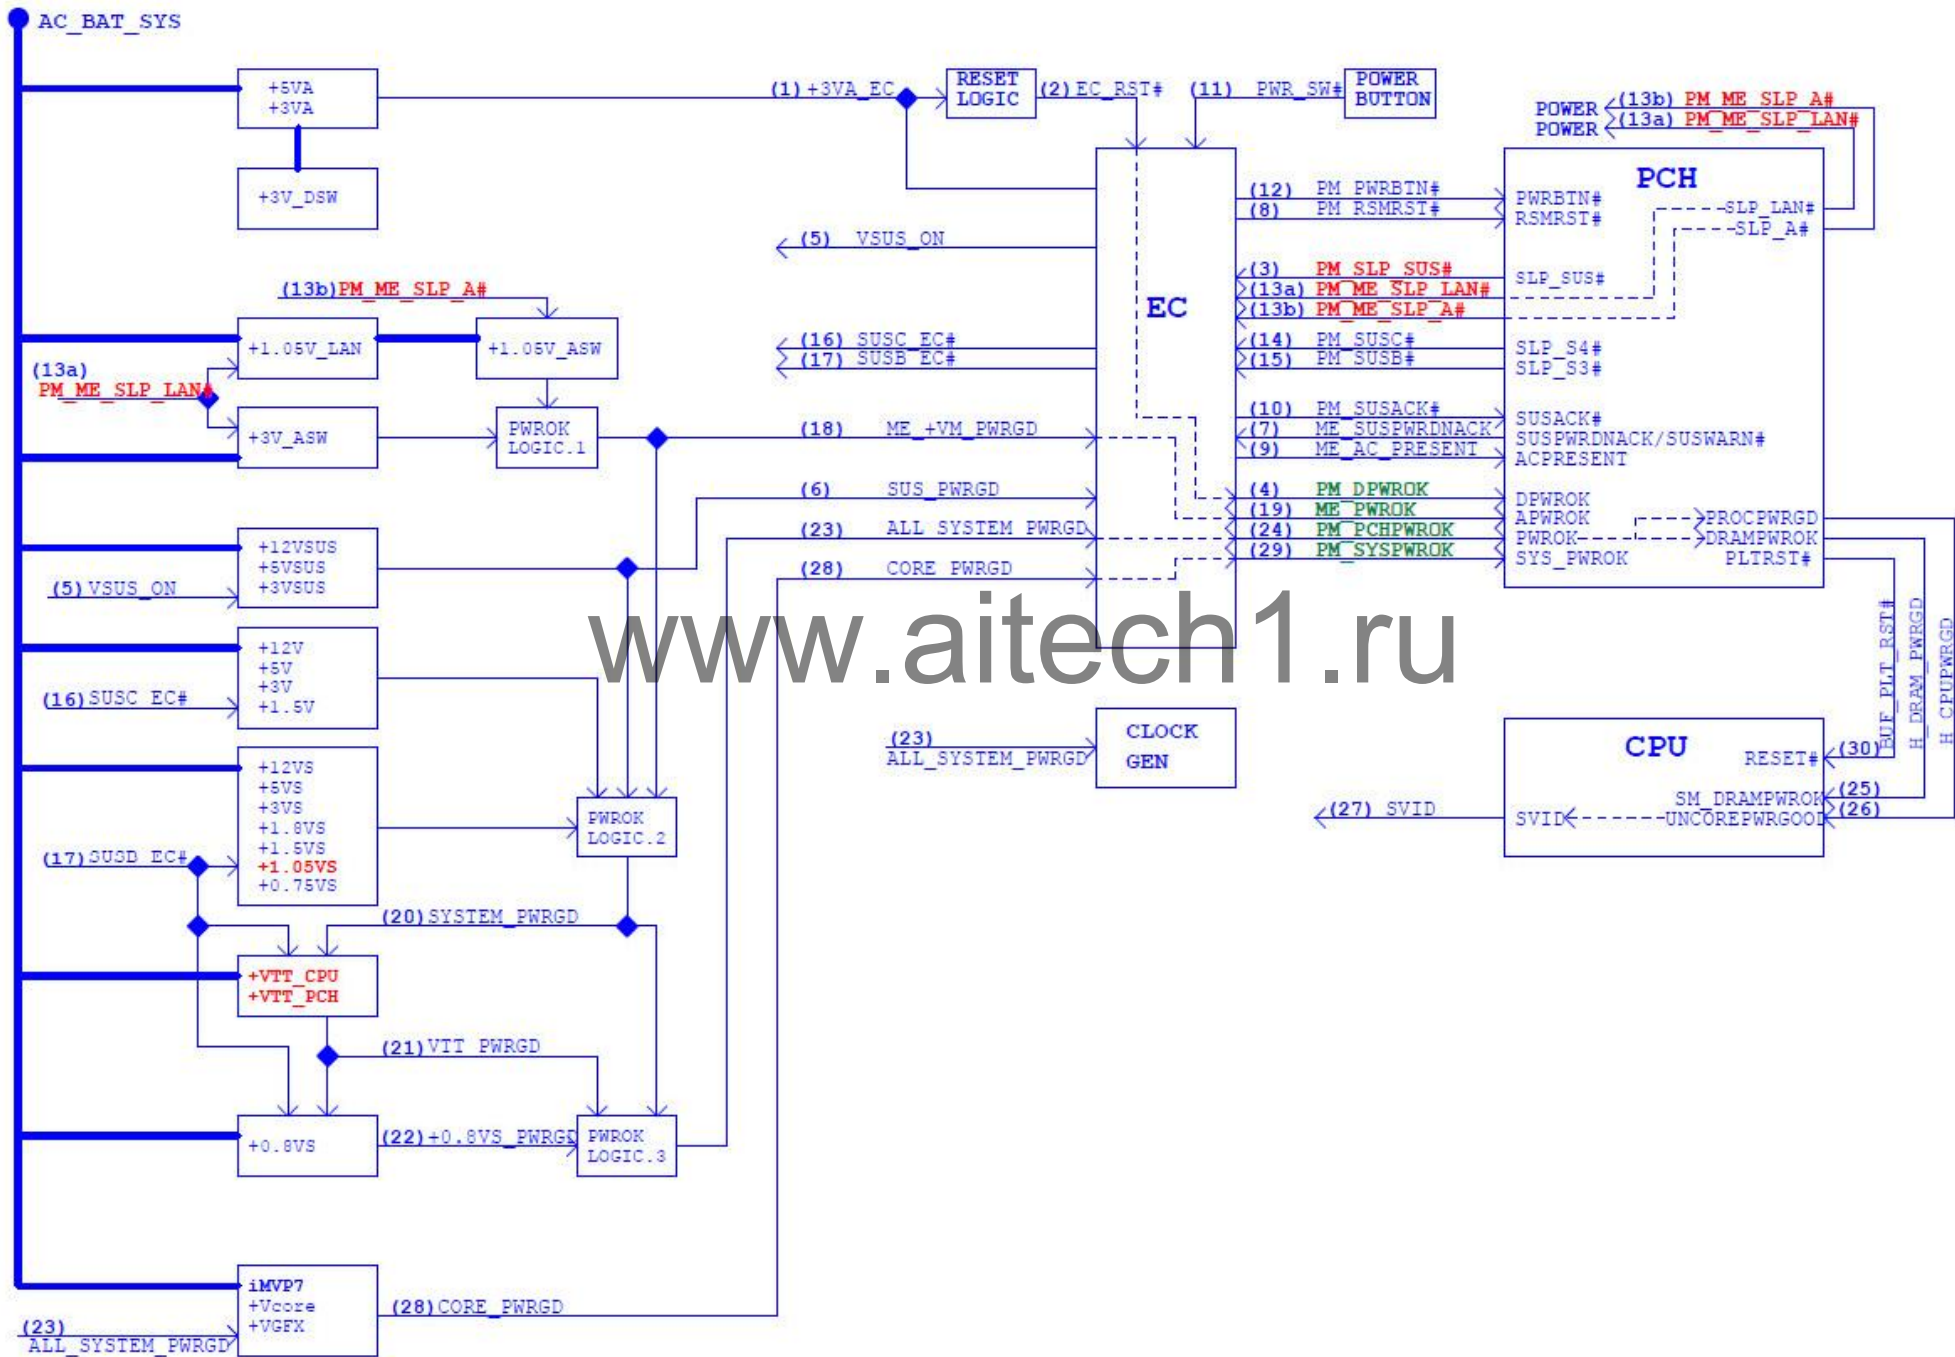 AC_BAT_SYS
+5VA
+3VA
+3V_DSW
(1) +3VA_EC
RESET
LOGIC
(2) EC_RST#
(11) PWR_SW#
POWER
BUTTON
POWER (13b) PM_ME_SLP_A#
POWER (13a) PM_ME_SLP_LAN#
PCH
(12) PM_PWRBTN#
(8) PM_RSMRST#
PWRBTN#
RSMRST#
SLP_LAN#
SLP_A#
(5) VSUS_ON
EC
(3) PM_SLP_SUS#
(13a) PM_ME_SLP_LAN#
(13b) PM_ME_SLP_A#
SLP_SUS#
(13b) PM_ME_SLP_A#
+1.05V_LAN
+1.05V_ASW
(13a)
PM_ME_SLP_LAN#
+3V_ASW
PWROK
LOGIC.1
(16) SUSC_EC#
(17) SUSB_EC#
(14) PM_SUSC#
(15) PM_SUSB#
SLP_S4#
SLP_S3#
(10) PM_SUSACK#
(7) ME_SUSPWRDNACK
(9) ME_AC_PRESENT
SUSACK#
SUSPWRDNACK/SUSWARN#
ACPRESENT
(18) ME_+VM_PWRGD
(6) SUS_PWRGD
(23) ALL_SYSTEM_PWRGD
(28) CORE_PWRGD
(4) PM_DPWROK
(19) ME_PWROK
(24) PM_PCHPWROK
(29) PM_SYSPWROK
DPWROK
APWROK
PWROK
SYS_PWROK
PROCPWRGD
DRAMPWROK
PLTRST#
+12VSUS
+5VSUS
+3VSUS
(5) VSUS_ON
www.aitech1.ru
+12V
+5V
+3V
+1.5V
(16) SUSC_EC#
BUF_PLT_RST#
H_DRAM_PWRGD
H_CPUPWRGD
CLOCK
GEN
(23)
ALL_SYSTEM_PWRGD
CPU
RESET#
(30)
SM_DRAMPWROK
(25)
UNCOREPWRGOOD
(26)
SVID
(27) SVID
+12VS
+5VS
+3VS
+1.8VS
+1.5VS
+1.05VS
+0.75VS
(17) SUSB_EC#
PWROK
LOGIC.2
(20) SYSTEM_PWRGD
+VTT_CPU
+VTT_PCH
(21) VTT_PWRGD
+0.8VS
(22) +0.8VS_PWRGD
PWROK
LOGIC.3
iMVP7
+Vcore
+VGFX
(28) CORE_PWRGD
(23)
ALL_SYSTEM_PWRGD